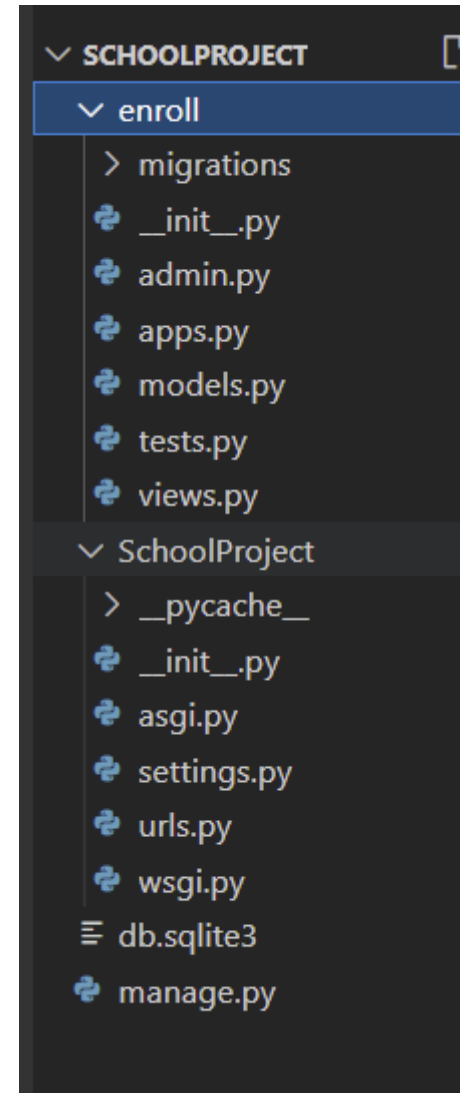 SCHOOLPROJECT
enroll
migrations
__init__.py
admin.py
apps.py
models.py
tests.py
views.py
SchoolProject
__pycache__
__init__.py
asgi.py
settings.py
urls.py
wsgi.py
db.sqlite3
manage.py